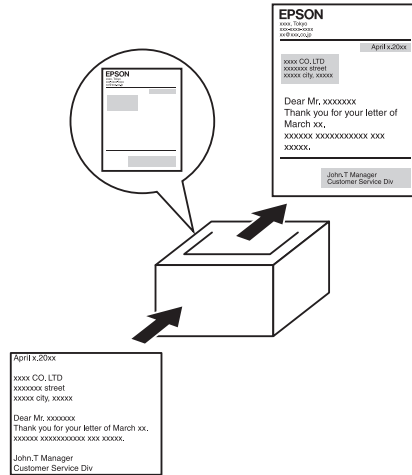 EPSON
xxxx, Tokyo
xxx-xxxx-xxxx
xx@xxx.co.jp
April x.20xx
xxxx CO. LTD
xxxxxxx street
xxxxx city, xxxxx
Dear Mr. xxxxxxx
Thank you for your letter of
March xx.
xxxxxx xxxxxxxxxxx xxx
xxxxx.
John.T Manager
Customer Service Div
EPSON
April x.20xx
xxxx CO. LTD
xxxxxxx street
xxxxx city, xxxxx
Dear Mr. xxxxxxx
Thank you for your letter of March xx.
xxxxxx xxxxxxxxxxx xxx xxxxx.
John.T Manager
Customer Service Div